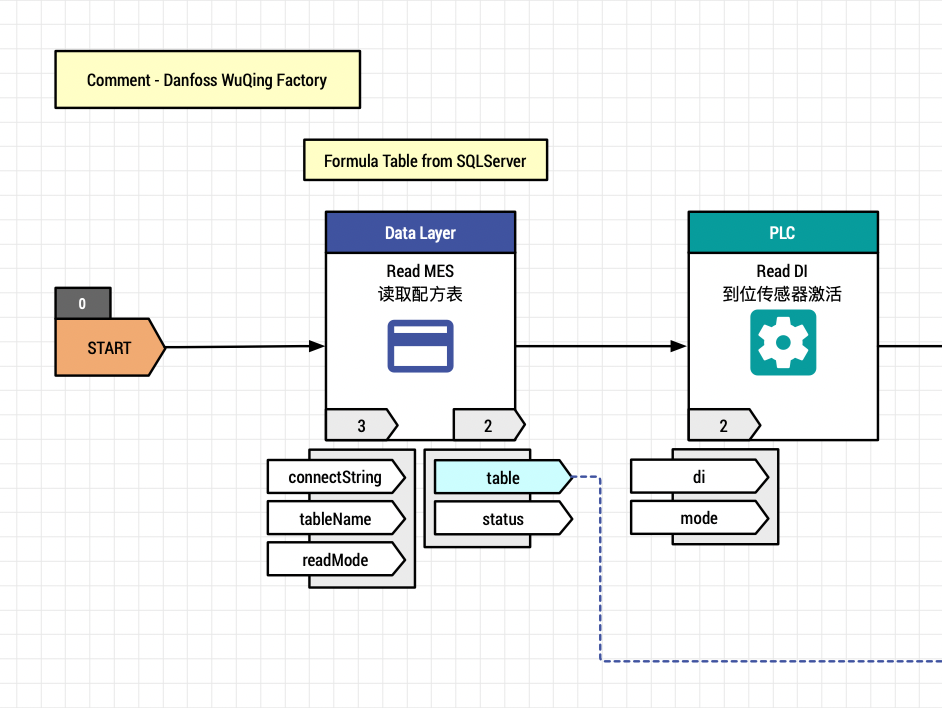 Comment - Danfoss WuQing Factory
Formula Table from SQLServer
Data Layer
PLC
Read MES
读取配方表
Read DI
到位传感器激活
0
START
3
2
2
connectString
tableName
readMode
table
status
di
mode